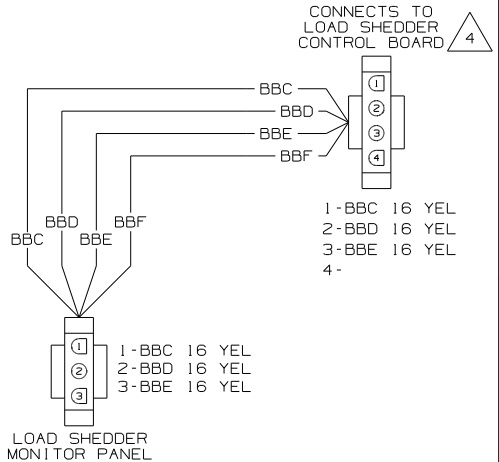 CONNECTS TO
LOAD SHEDDER
CONTROL BOARD
4
BBC
BBD
BBE
BBF
1
2
3
4
1-BBC 16 YEL
2-BBD 16 YEL
3-BBE 16 YEL
4-
BBC
BBD
BBE
BBF
1
2
3
1-BBC 16 YEL
2-BBD 16 YEL
3-BBE 16 YEL
LOAD SHEDDER
MONITOR PANEL